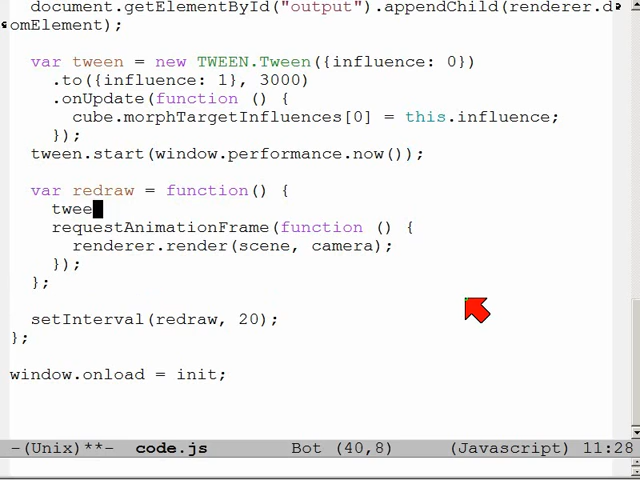 document.getElementById("output").appendChild(renderer.d
omElement);
var tween = new TWEEN.Tween({influence: 0})
.to({influence: 1}, 3000)
.onUpdate(function () {
cube.morphTargetInfluences[0] = this.influence;
});
tween.start(window.performance.now());
var redraw = function() {
twee
requestAnimationFrame(function () {
renderer.render(scene, camera);
});
};
setInterval(redraw, 20);
};
window.onload = init;
-(Unix)**- code.js Bot (40,8) (Javascript) 11:28